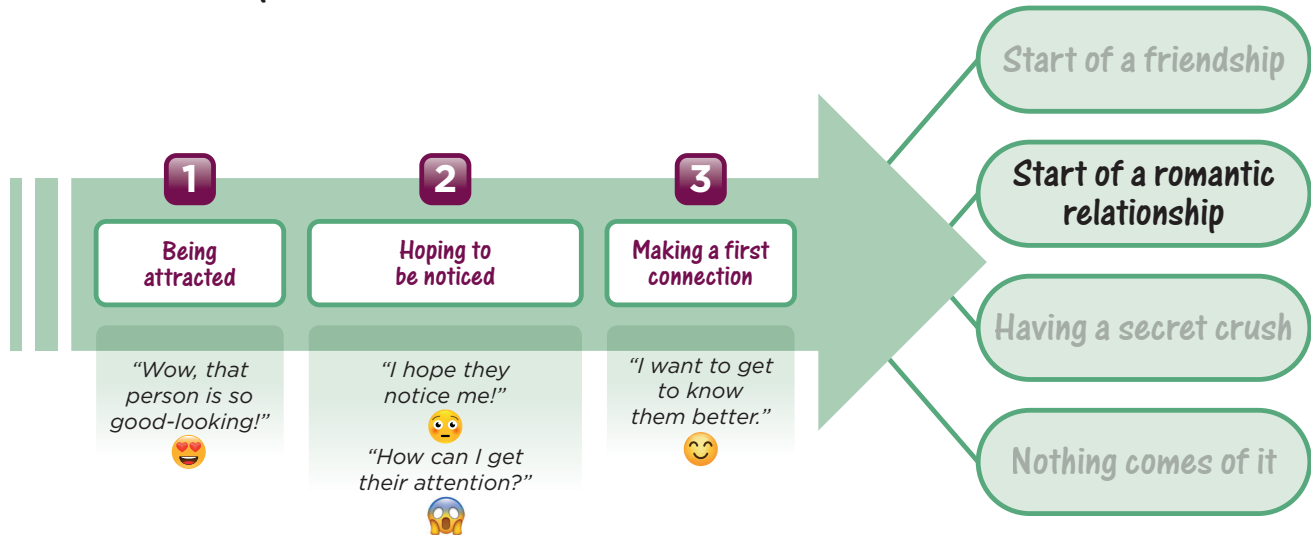 1
Being
attracted
"Wow, that
person is so
good-looking!"
2
Hoping to
be noticed
"I hope they
notice me!"
"How can I get
their attention?"
3
Making a first
connection
"I want to get
to know
them better."
Start of a friendship
Start of a romantic
relationship
Having a secret crush
Nothing comes of it